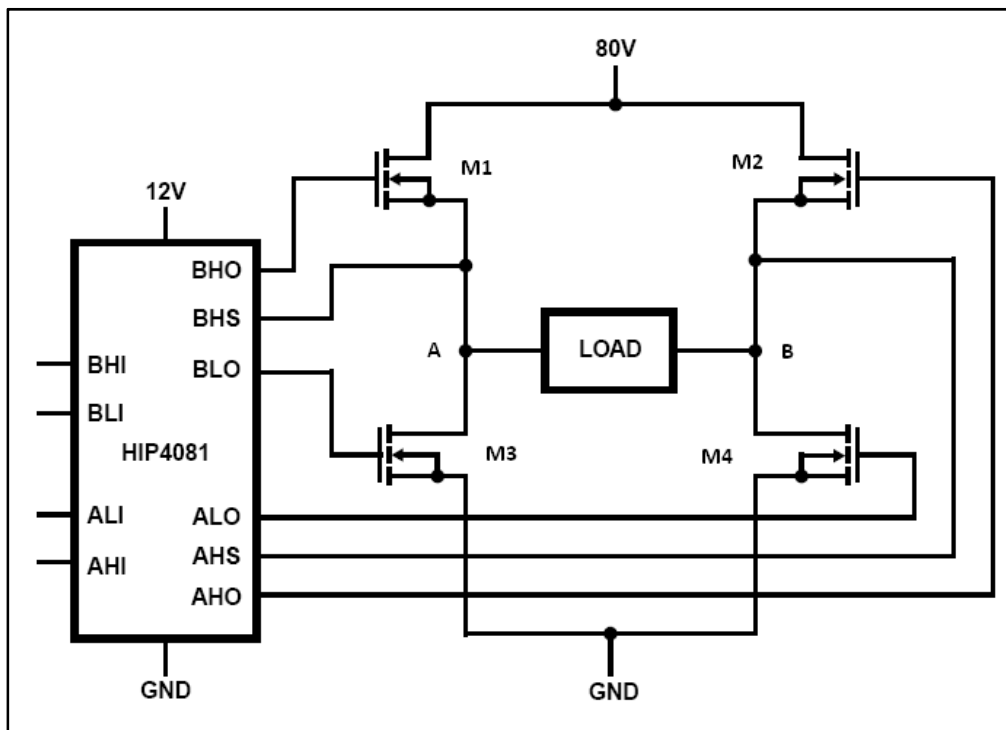 80V
M1
M2
12V
BHO
BHS
BLO
A
LOAD
B
BHI
BLI
HIP4081
M3
M4
ALI
AHI
ALO
AHS
AHO
GND
GND